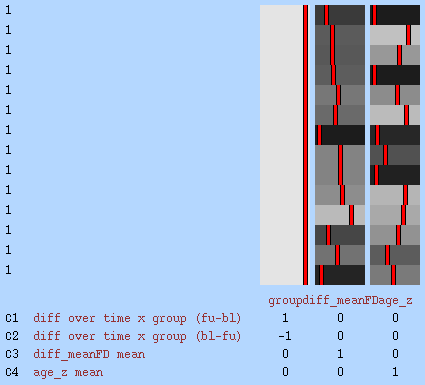 1
1
1
1
1
1
1
1
1
1
1
1
1
1
groupdiff_meanFDage_z
C1 diff over time x group (fu-bl) 1 0 0
C2 diff over time x group (bl-fu) -1 0 0
C3 diff_meanFD mean 0 1 0
C4 age_z mean 0 0 1